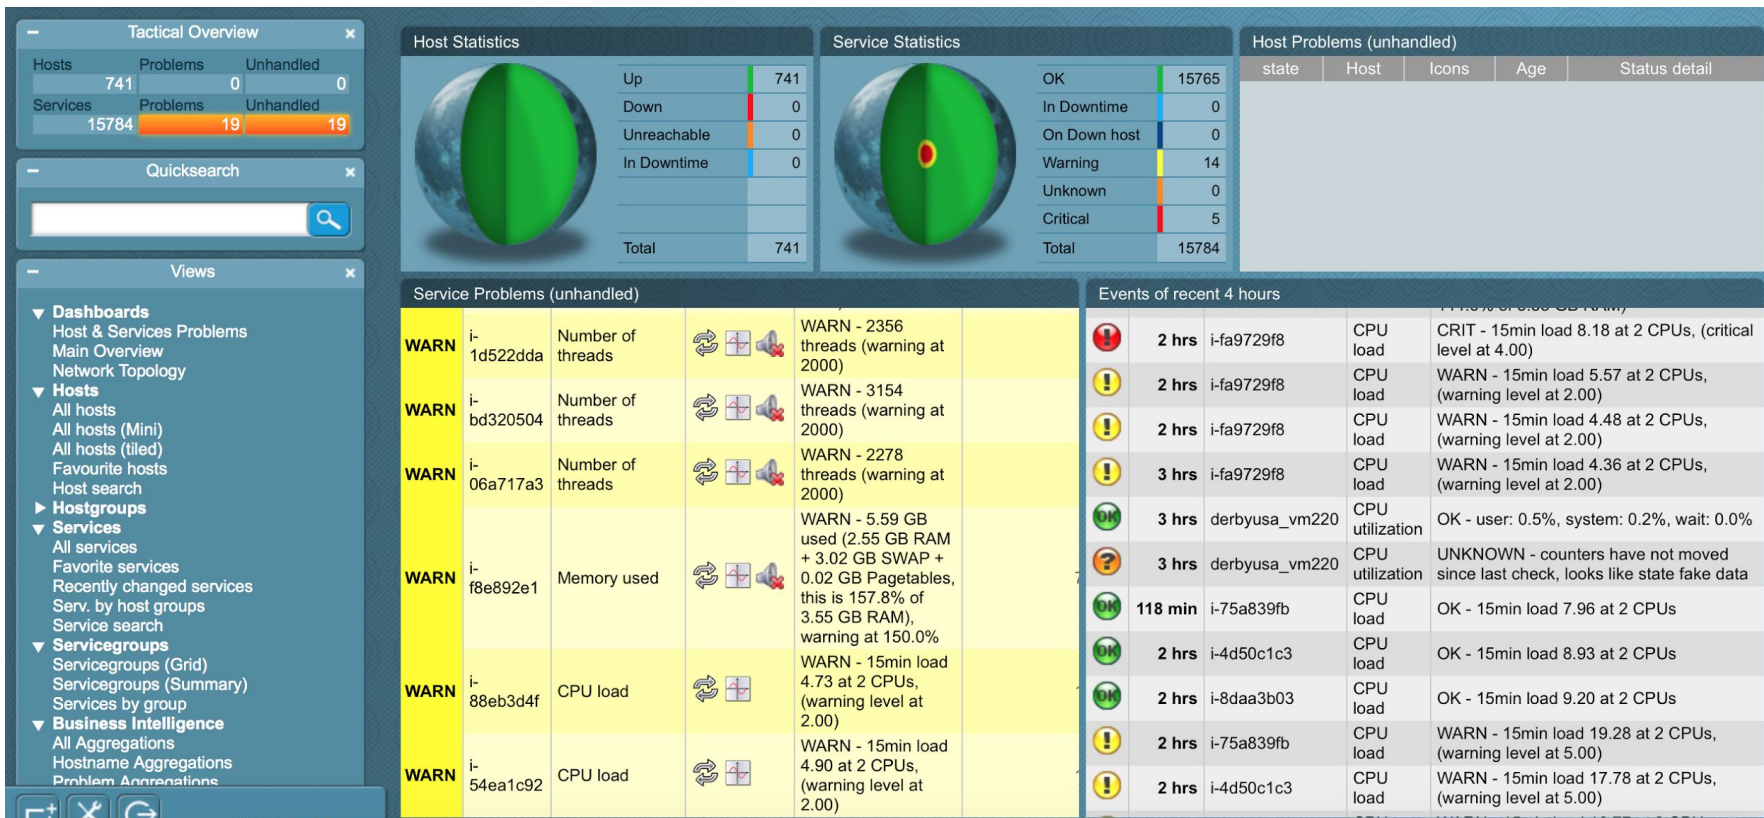 Tactical Overview
Hosts Problems Unhandled
741 0 0
Services Problems Unhandled
15784 19 19
Quicksearch
Views
Dashboards
Host & Services Problems
Main Overview
Network Topology
Hosts
All hosts
All hosts (Mini)
All hosts (tiled)
Favourite hosts
Host search
Hostgroups
Services
All services
Favorite services
Recently changed services
Serv. by host groups
Service search
Servicegroups
Servicegroups (Grid)
Servicegroups (Summary)
Services by group
Business Intelligence
All Aggregations
Hostname Aggregations
Problem Aggregations
Host Statistics
Up 741
Down 0
Unreachable 0
In Downtime 0
Total 741
Service Statistics
OK 15765
In Downtime 0
On Down host 0
Warning 14
Unknown 0
Critical 5
Total 15784
Host Problems (unhandled)
state Host Icons Age Status detail
Service Problems (unhandled)
WARN i-1d522dda Number of threads WARN - 2356 threads (warning at 2000)
WARN i-bd320504 Number of threads WARN - 3154 threads (warning at 2000)
WARN i-06a717a3 Number of threads WARN - 2278 threads (warning at 2000)
WARN i-f8e892e1 Memory used WARN - 5.59 GB used (2.55 GB RAM + 3.02 GB SWAP + 0.02 GB Pagetables, this is 157.8% of 3.55 GB RAM), warning at 150.0%
WARN i-88eb3d4f CPU load WARN - 15min load 4.73 at 2 CPUs, (warning level at 2.00)
WARN i-54ea1c92 CPU load WARN - 15min load 4.90 at 2 CPUs, (warning level at 2.00)
Events of recent 4 hours
2 hrs i-fa9729f8 CPU load CRIT - 15min load 8.18 at 2 CPUs, (critical level at 4.00)
2 hrs i-fa9729f8 CPU load WARN - 15min load 5.57 at 2 CPUs, (warning level at 2.00)
2 hrs i-fa9729f8 CPU load WARN - 15min load 4.48 at 2 CPUs, (warning level at 2.00)
3 hrs i-fa9729f8 CPU load WARN - 15min load 4.36 at 2 CPUs, (warning level at 2.00)
OK 3 hrs derbyusa_vm220 CPU utilization OK - user: 0.5%, system: 0.2%, wait: 0.0%
3 hrs derbyusa_vm220 CPU utilization UNKNOWN - counters have not moved since last check, looks like state fake data
OK 118 min i-75a839fb CPU load OK - 15min load 7.96 at 2 CPUs
OK 2 hrs i-4d50c1c3 CPU load OK - 15min load 8.93 at 2 CPUs
OK 2 hrs i-8daa3b03 CPU load OK - 15min load 9.20 at 2 CPUs
2 hrs i-75a839fb CPU load WARN - 15min load 19.28 at 2 CPUs, (warning level at 5.00)
2 hrs i-4d50c1c3 CPU load WARN - 15min load 17.78 at 2 CPUs, (warning level at 5.00)